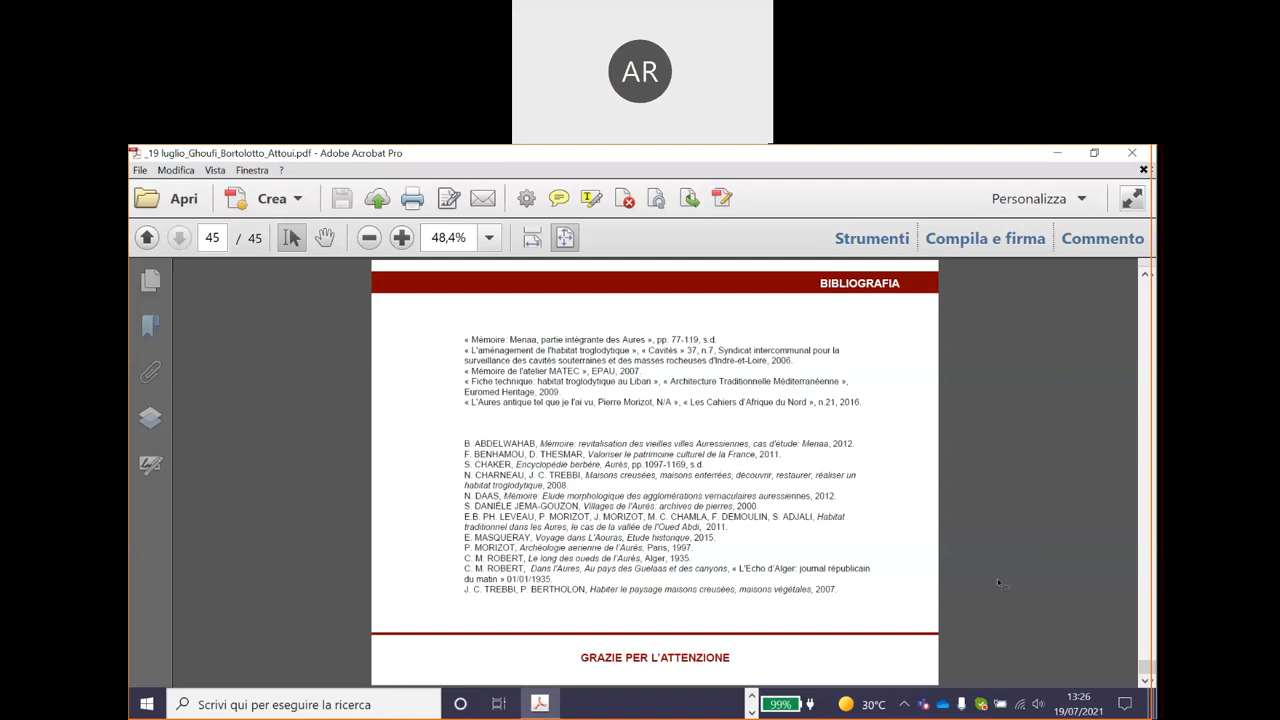 AR
_19 luglio_Ghoufi_Bortolotto_Attoui.pdf - Adobe Acrobat Pro
File Modifica Vista Finestra ?
Apri Crea Personalizza
45 / 45 48,4% Strumenti Compila e firma Commento
BIBLIOGRAFIA
« Mémoire: Menaa, partie intégrante des Aures », pp. 77-119, s.d.
« L'aménagement de l'habitat troglodytique », « Cavités » 37, n.7, Syndicat intercommunal pour la
surveillance des cavités souterraines et des masses rocheuses d'Indre-et-Loire, 2006.
« Mémoire de l'atelier MATEC », EPAU, 2007.
« Fiche technique: habitat troglodytique au Liban », « Architecture Traditionnelle Méditerranéenne »,
Euromed Heritage, 2009.
« L'Aures antique tel que je l'ai vu, Pierre Morizot, N/A », « Les Cahiers d'Afrique du Nord », n.21, 2016.
B. ABDELWAHAB, Mémoire: revitalisation des vieilles villes Auressiennes, cas d'étude: Menaa, 2012.
F. BENHAMOU, D. THESMAR, Valoriser le patrimoine culturel de la France, 2011.
S. CHAKER, Encyclopédie berbère, Aurès, pp.1097-1169, s.d.
N. CHARNEAU, J. C. TREBBI, Maisons creusées, maisons enterrées, découvrir, restaurer, réaliser un
habitat troglodytique, 2008.
N. DAAS, Mémoire: Etude morphologique des agglomérations vernaculaires auressiennes, 2012.
S. DANIÈLE JEMA-GOUZON, Villages de l'Aurés: archives de pierres, 2000.
E.B. PH. LEVEAU, P. MORIZOT, J. MORIZOT, M. C. CHAMLA, F. DEMOULIN, S. ADJALI, Habitat
traditionnel dans les Aures, le cas de la vallée de l'Oued Abdi, 2011.
E. MASQUERAY, Voyage dans L'Aouras, Etude historique, 2015.
P. MORIZOT, Archéologie aerienne de l'Aurès, Paris, 1997.
C. M. ROBERT, Le long des oueds de l'Aurès, Alger, 1935.
C. M. ROBERT, Dans l'Aures, Au pays des Guelaas et des canyons, « L'Echo d'Alger: journal républicain
du matin » 01/01/1935.
J. C. TREBBI, P. BERTHOLON, Habiter le paysage maisons creusées, maisons végétales, 2007.
GRAZIE PER L'ATTENZIONE
Scrivi qui per eseguire la ricerca 99% 30°C 13:26
19/07/2021